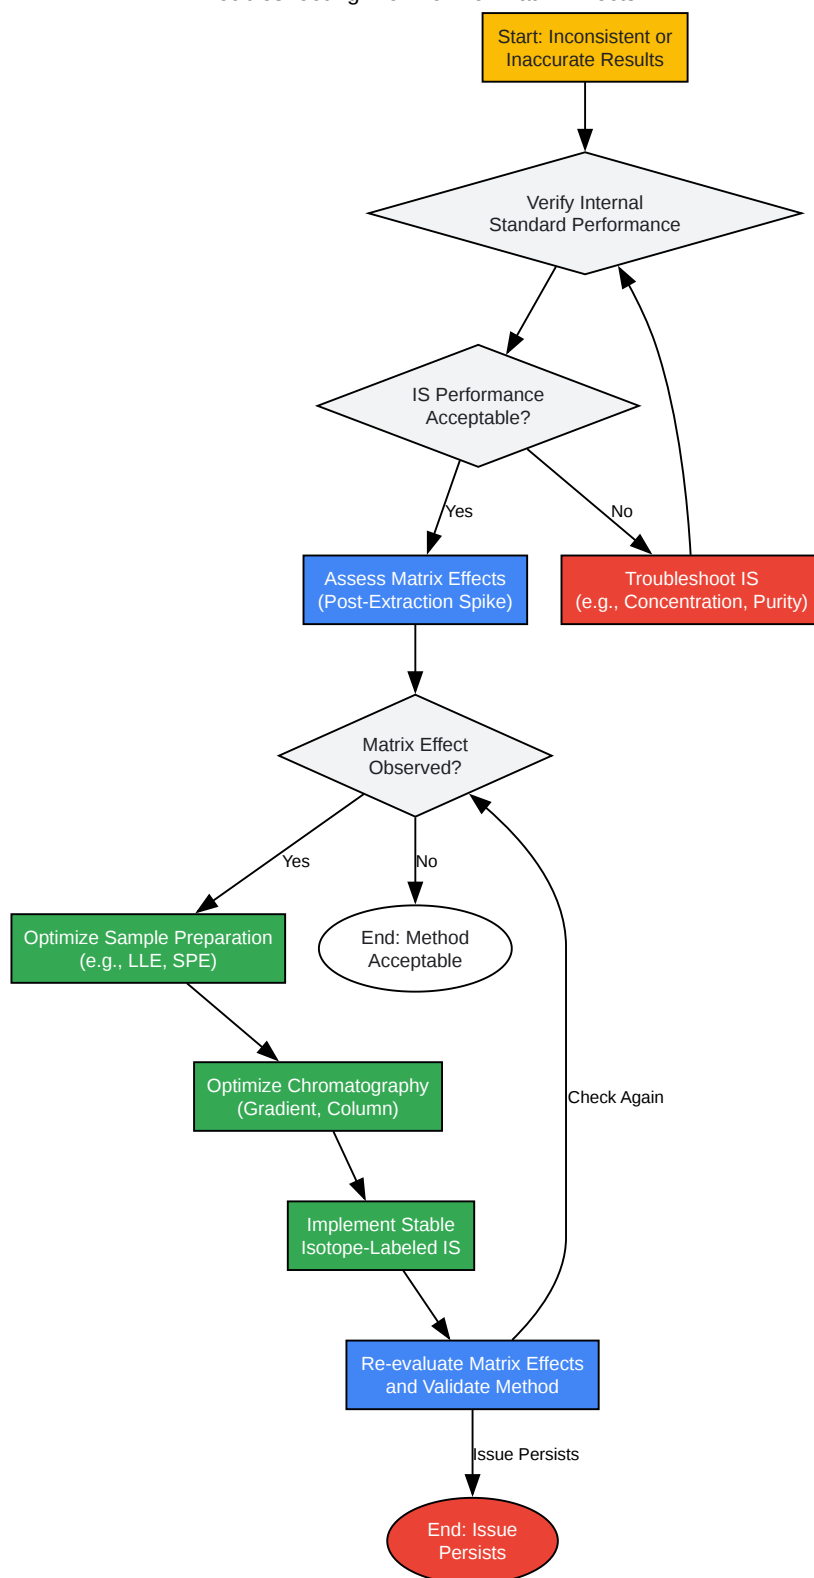 Start: Inconsistent or
Inaccurate Results
Verify Internal
Standard Performance
IS Performance
Acceptable?
Yes
No
Assess Matrix Effects
(Post-Extraction Spike)
Troubleshoot IS
(e.g., Concentration, Purity)
Matrix Effect
Observed?
Yes
No
Optimize Sample Preparation
(e.g., LLE, SPE)
End: Method
Acceptable
Optimize Chromatography
(Gradient, Column)
Check Again
Implement Stable
Isotope-Labeled IS
Re-evaluate Matrix Effects
and Validate Method
Issue Persists
End: Issue
Persists